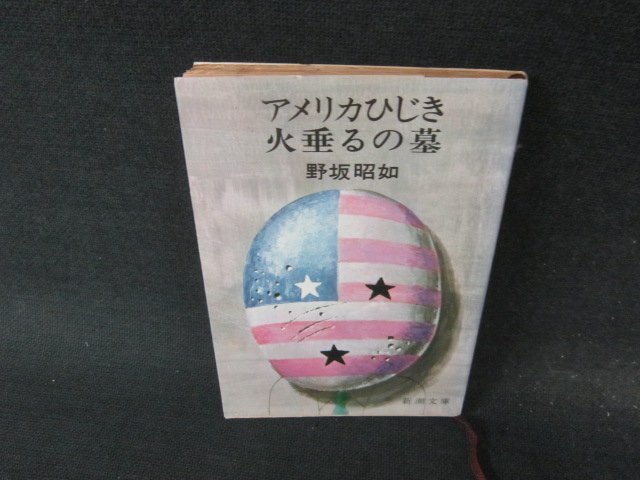 アメリカひじき
火垂るの墓
野坂昭如
新潮文庫